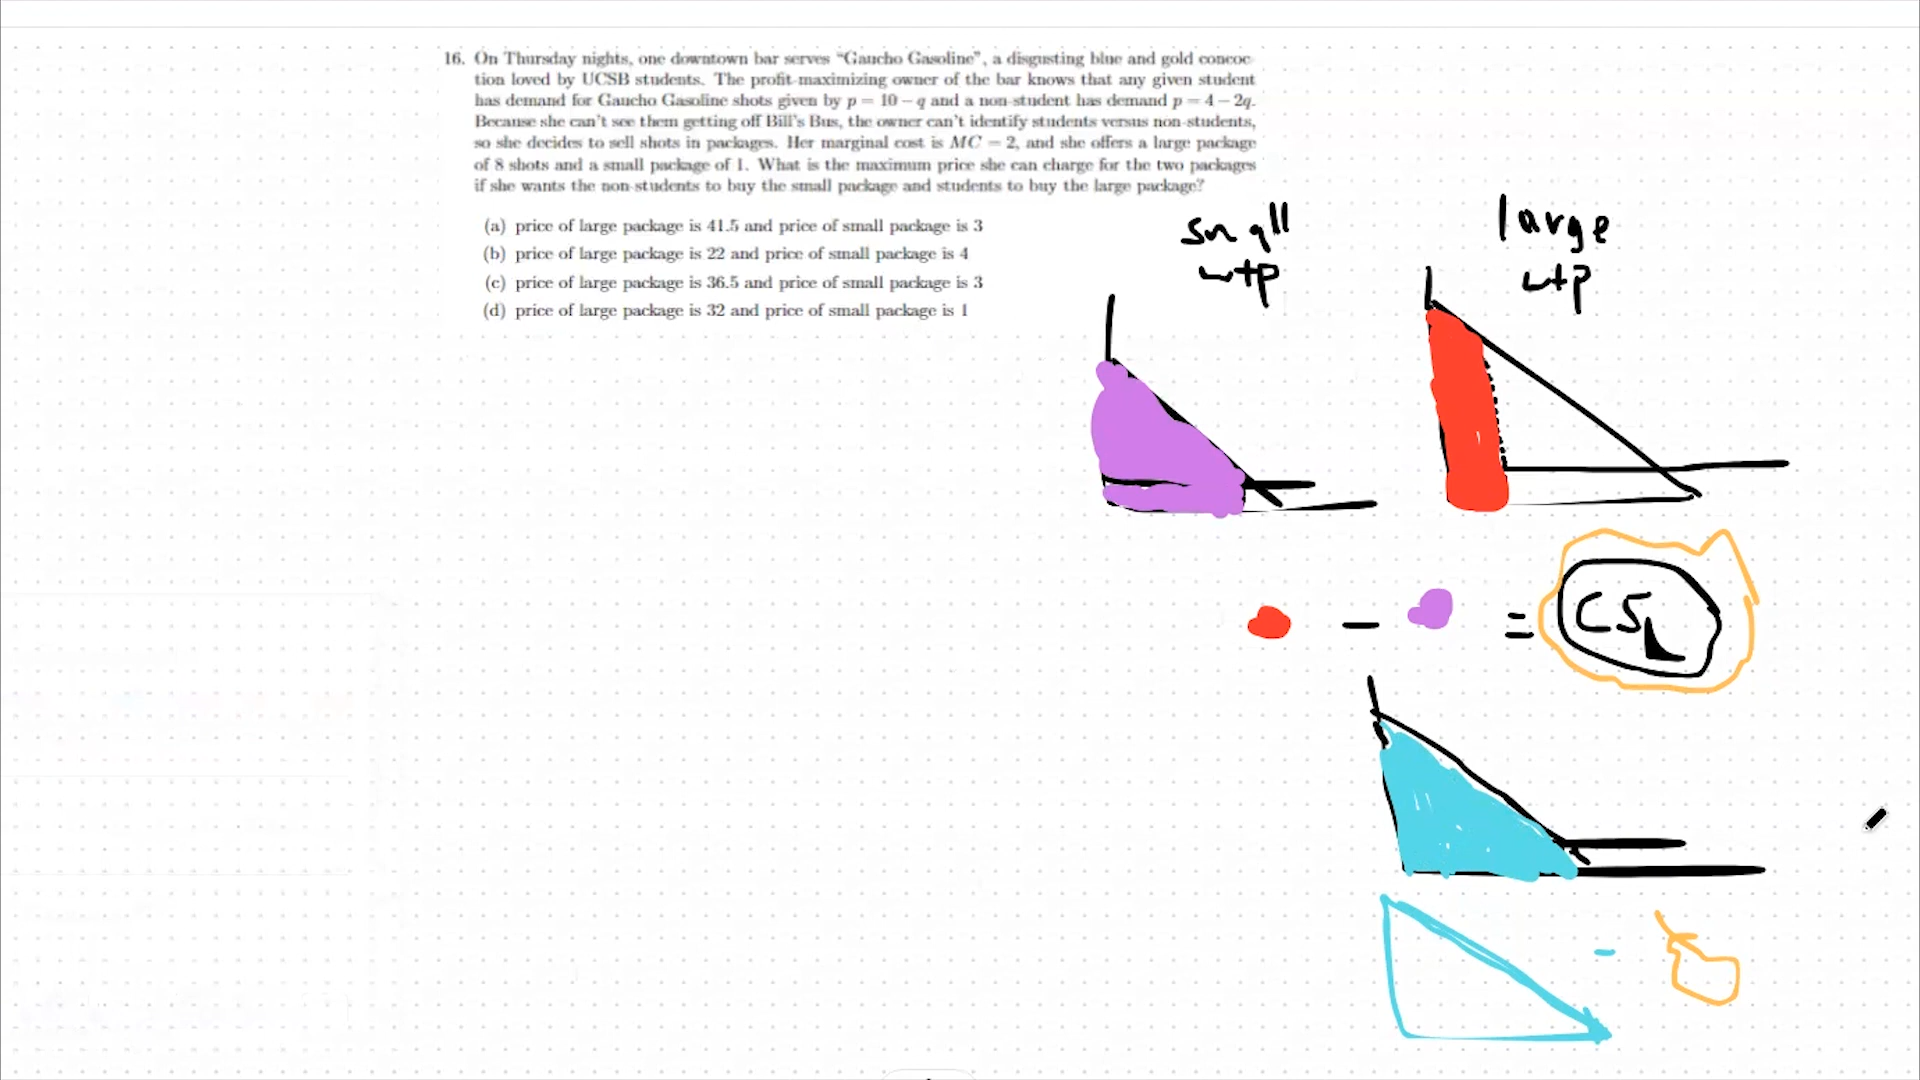 16. On Thursday nights, one downtown bar serves "Gaucho Gasoline", a disgusting blue and gold concoc-
tion loved by UCSB students. The profit-maximizing owner of the bar knows that any given student
has demand for Gaucho Gasoline shots given by p = 10 − q and a non-student has demand p = 4 − 2q.
Because she can't see them getting off Bill's Bus, the owner can't identify students versus non-students,
so she decides to sell shots in packages. Her marginal cost is MC = 2, and she offers a large package
of 8 shots and a small package of 1. What is the maximum price she can charge for the two packages
if she wants the non-students to buy the small package and students to buy the large package?
(a) price of large package is 41.5 and price of small package is 3
(b) price of large package is 22 and price of small package is 4
(c) price of large package is 36.5 and price of small package is 3
(d) price of large package is 32 and price of small package is 1
small
wtp
large
wtp
− = CSL
-